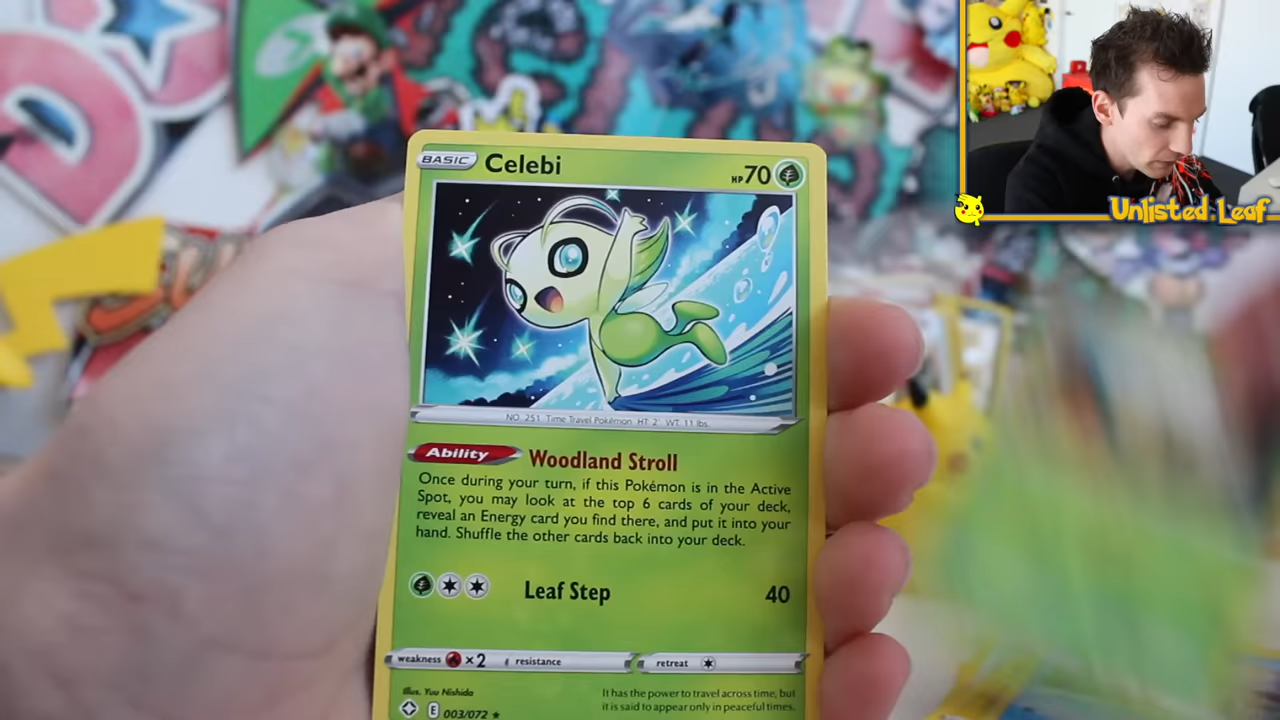 BASIC Celebi HP 70
NO. 251 Time Travel Pokémon HT: 2' WT: 11 lbs.
Ability Woodland Stroll
Once during your turn, if this Pokémon is in the Active
Spot, you may look at the top 6 cards of your deck,
reveal an Energy card you find there, and put it into your
hand. Shuffle the other cards back into your deck.
Leaf Step 40
weakness ×2 resistance retreat
Illus. Yuu Nishida
It has the power to travel across time, but
it is said to appear only in peaceful times.
E 003/072 ★
Unlisted Leaf